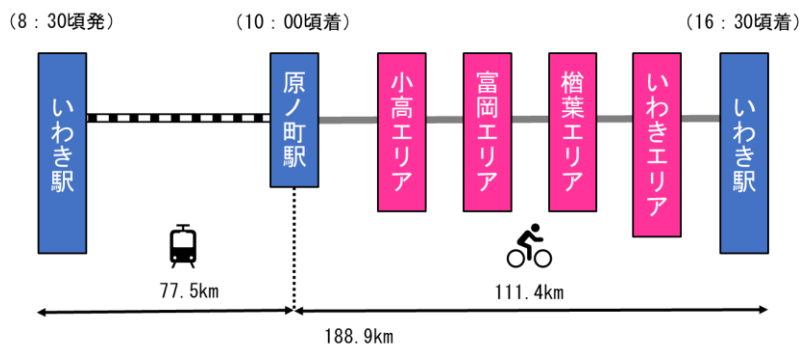 (8：30頃発)
(10：00頃着)
(16：30頃着)
いわき駅
原ノ町駅
小高エリア
富岡エリア
楢葉エリア
いわきエリア
いわき駅
77.5km
111.4km
188.9km